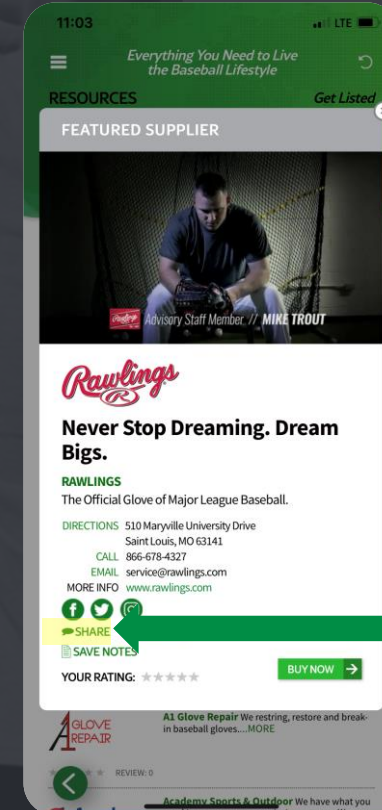 11:03
LTE
Everything You Need to Live
the Baseball Lifestyle
RESOURCES
Get Listed
FEATURED SUPPLIER
Rawlings
Advisory Staff Member // MIKE TROUT
Rawlings
R
Never Stop Dreaming. Dream
Bigs.
RAWLINGS
The Official Glove of Major League Baseball.
DIRECTIONS 510 Maryville University Drive
Saint Louis, MO 63141
CALL 866-678-4327
EMAIL service@rawlings.com
MORE INFO www.rawlings.com
SHARE
SAVE NOTES
YOUR RATING:
BUY NOW
A GLOVE
REPAIR
A1 Glove Repair We restring, restore and break-
in baseball gloves....MORE
REVIEW: 0
Academy Sports & Outdoor We have what you